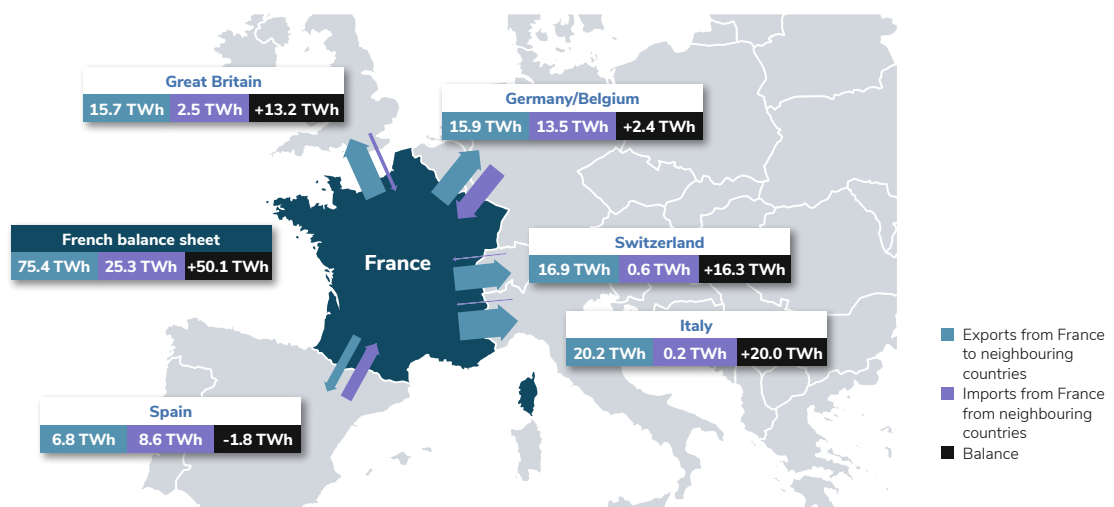 Great Britain
15.7 TWh 2.5 TWh +13.2 TWh
Germany/Belgium
15.9 TWh 13.5 TWh +2.4 TWh
French balance sheet
75.4 TWh 25.3 TWh +50.1 TWh
France
Switzerland
16.9 TWh 0.6 TWh +16.3 TWh
Italy
20.2 TWh 0.2 TWh +20.0 TWh
Spain
6.8 TWh 8.6 TWh -1.8 TWh
Exports from France
to neighbouring
countries
Imports from France
from neighbouring
countries
Balance